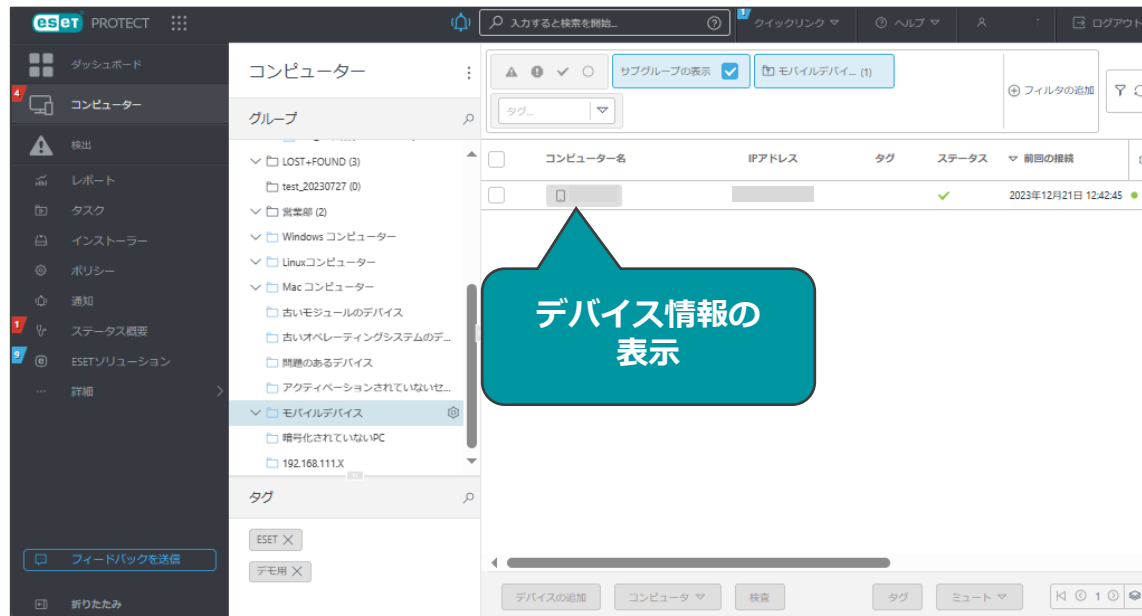 eset PROTECT
入力すると検索を開始...
1
クイックリンク
ヘルプ
ログアウト
ダッシュボード
4
コンピューター
検出
レポート
タスク
インストーラー
ポリシー
通知
1
ステータス概要
9
ESETソリューション
詳細
フィードバックを送信
折りたたみ
コンピューター
グループ
LOST+FOUND (3)
test_20230727 (0)
営業部 (2)
Windows コンピューター
Linuxコンピューター
Mac コンピューター
古いモジュールのデバイス
古いオペレーティングシステムのデ...
問題のあるデバイス
アクティベーションされていないセ...
モバイルデバイス
暗号化されていないPC
192.168.111.X
タグ
ESET
デモ用
サブグループの表示
モバイルデバイ... (1)
フィルタの追加
タグ...
コンピューター名 IPアドレス タグ ステータス 前回の接続
2023年12月21日 12:42:45
デバイス情報の
表示
デバイスの追加 コンピュータ 検査 タグ ミュート 1